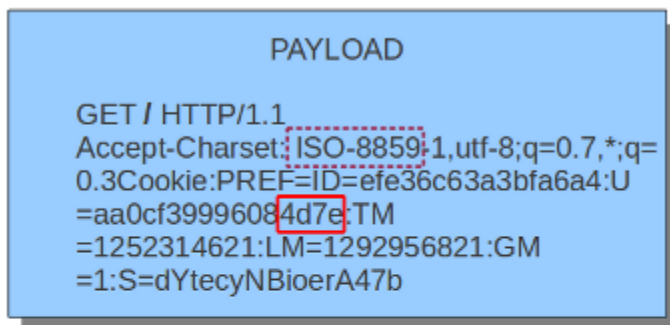 PAYLOAD
GET / HTTP/1.1
Accept-Charset: ISO-8859-1,utf-8;q=0.7,*;q=
0.3Cookie:PREF=ID=efe36c63a3bfa6a4:U
=aa0cf39996084d7e:TM
=1252314621:LM=1292956821:GM
=1:S=dYtecyNBioerA47b